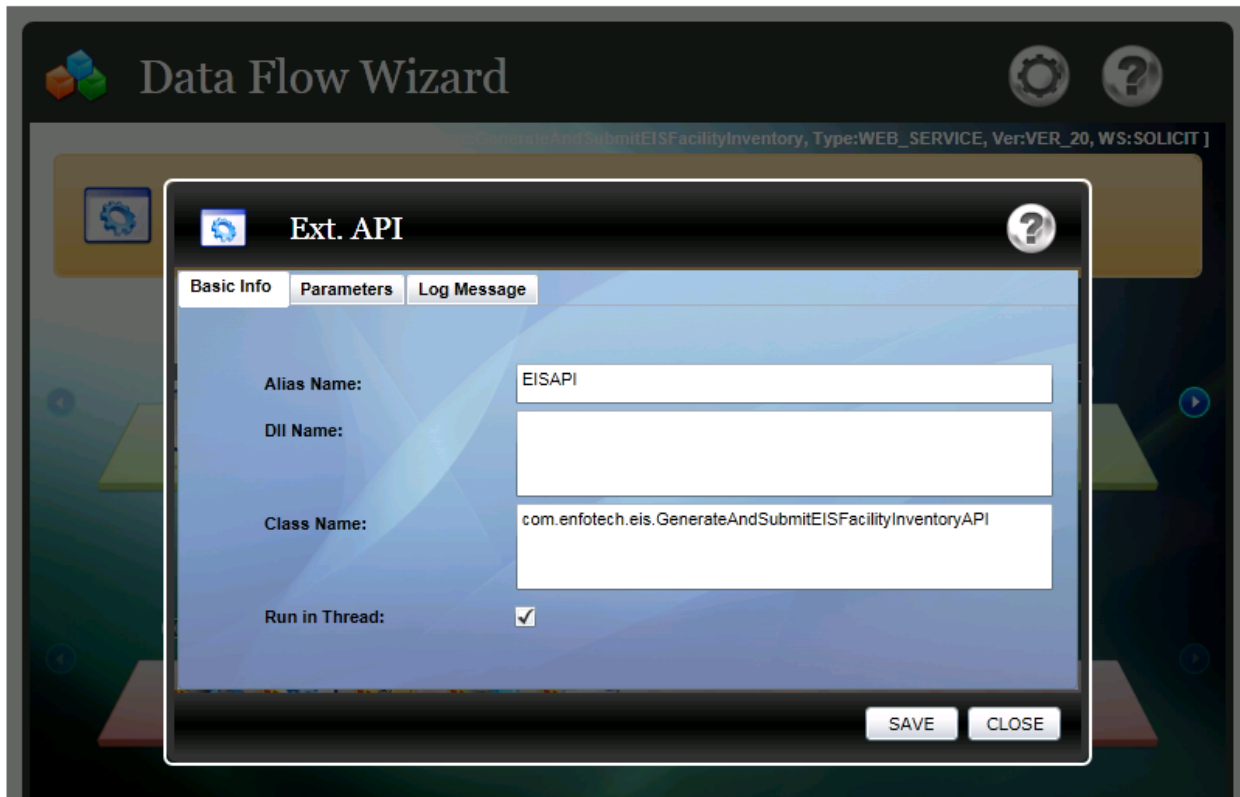 Data Flow Wizard
GenerateAndSubmitEISFacilityInventory, Type:WEB_SERVICE, Ver:VER_20, WS:SOLICIT ]
Ext. API
Basic Info Parameters Log Message
Alias Name: EISAPI
Dll Name:
Class Name: com.enfotech.eis.GenerateAndSubmitEISFacilityInventoryAPI
Run in Thread:
SAVE CLOSE